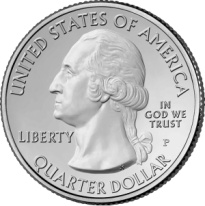 UNITED STATES OF AMERICA
LIBERTY
IN
GOD WE
TRUST
P
QUARTER DOLLAR